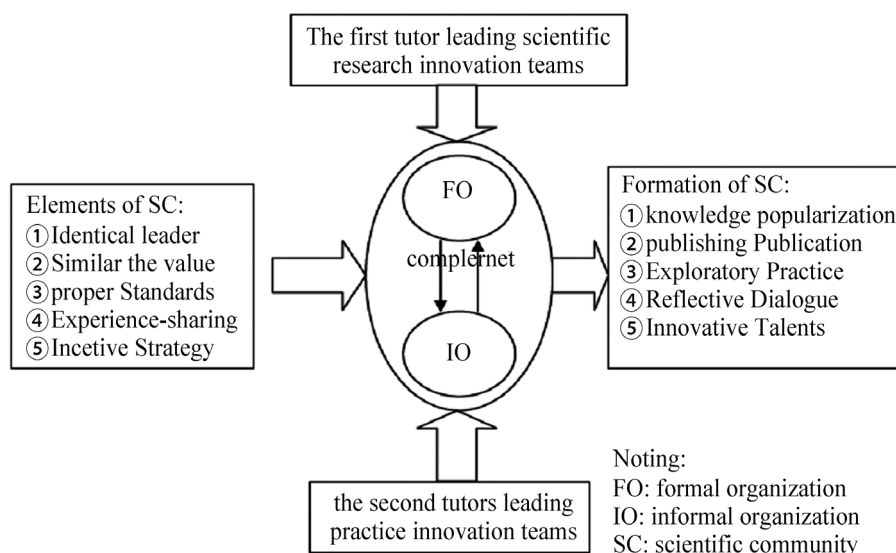 The first tutor leading scientific
research innovation teams
Elements of SC:
①Identical leader
②Similar the value
③proper Standards
④Experience-sharing
⑤Incetive Strategy
FO
complernet
IO
Formation of SC:
①knowledge popularization
②publishing Publication
③Exploratory Practice
④Reflective Dialogue
⑤Innovative Talents
the second tutors leading
practice innovation teams
Noting:
FO: formal organization
IO: informal organization
SC: scientific community